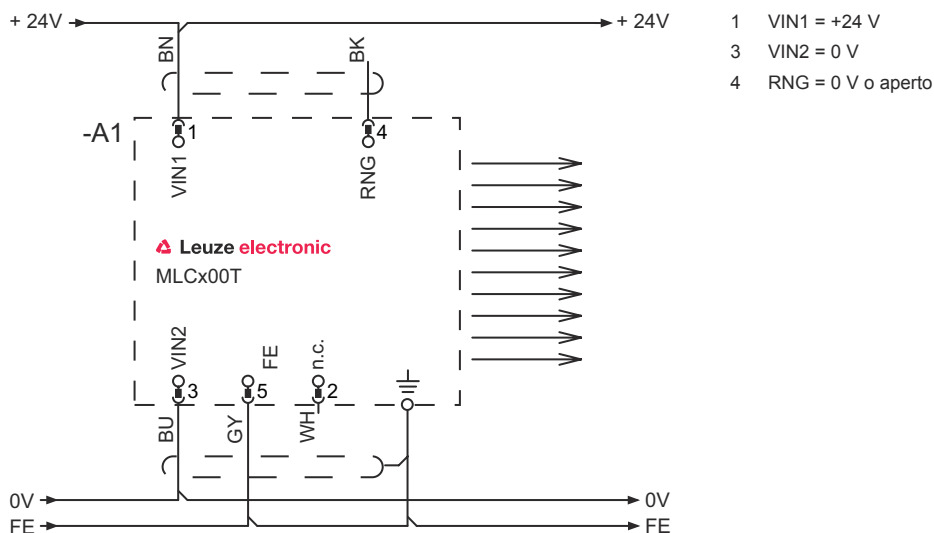 + 24V
+ 24V
1 VIN1 = +24 V
3 VIN2 = 0 V
4 RNG = 0 V o aperto
BN
BK
-A1
1
4
VIN1
RNG
Leuze electronic
MLCx00T
VIN2
FE
n.c.
3
5
2
BU
GY
WH
0V
0V
FE
FE